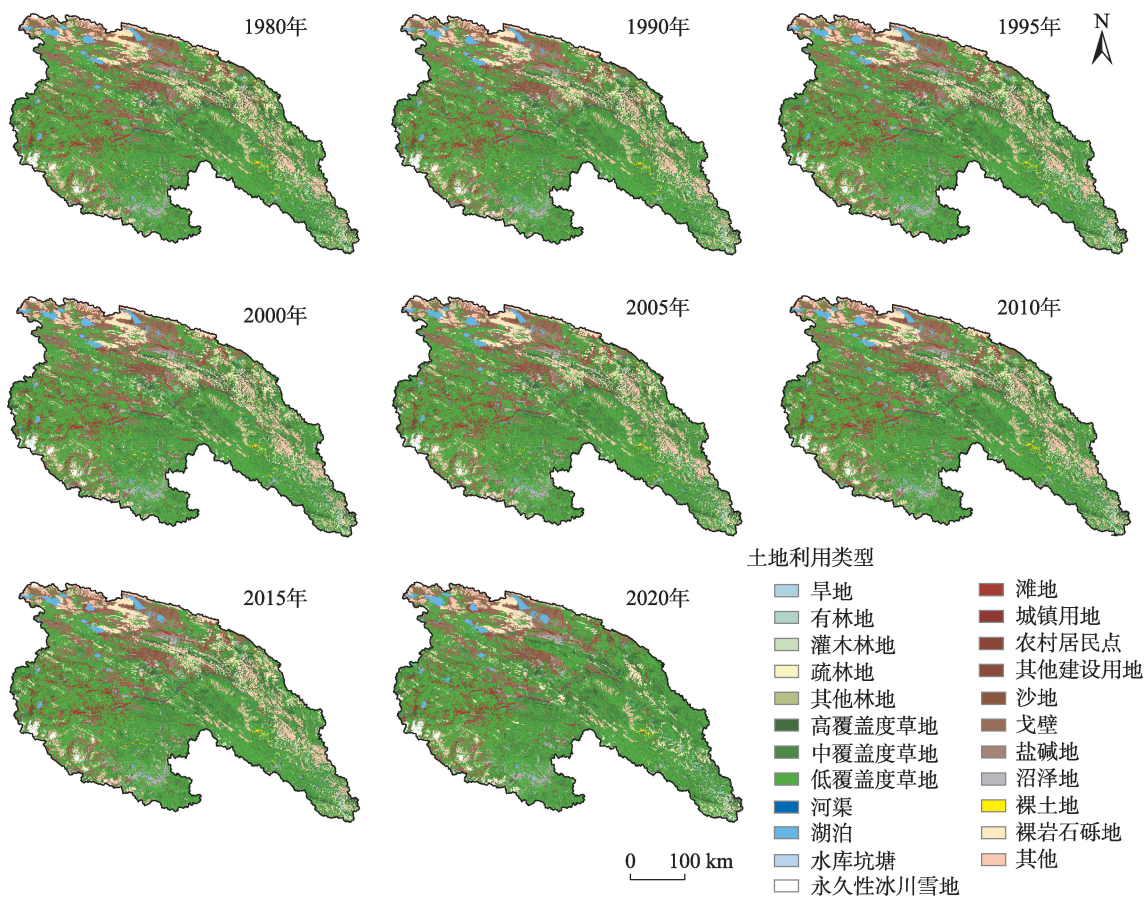 1980年
1990年
1995年
N
2000年
2005年
2010年
2015年
2020年
土地利用类型
旱地
有林地
灌木林地
疏林地
其他林地
高覆盖度草地
中覆盖度草地
低覆盖度草地
河渠
湖泊
水库坑塘
永久性冰川雪地
滩地
城镇用地
农村居民点
其他建设用地
沙地
戈壁
盐碱地
沼泽地
裸土地
裸岩石砾地
其他
0 100 km